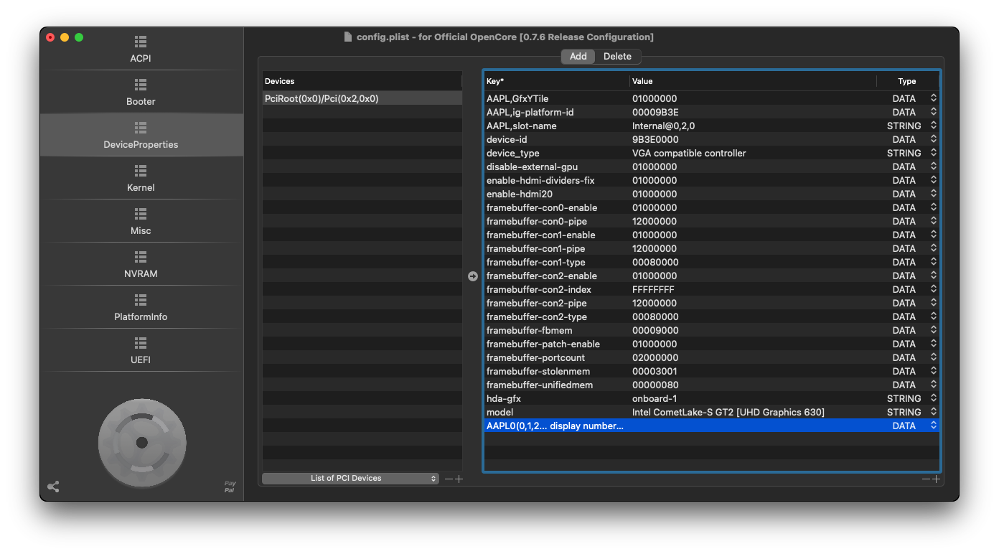 config.plist - for Official OpenCore [0.7.6 Release Configuration]
ACPI
Booter
DeviceProperties
Kernel
Misc
NVRAM
PlatformInfo
UEFI
Pay
Pal
Add Delete
Devices
PciRoot(0x0)/Pci(0x2,0x0)
List of PCI Devices
Key* Value Type
AAPL,GfxYTile 01000000 DATA
AAPL,ig-platform-id 00009B3E DATA
AAPL,slot-name Internal@0,2,0 STRING
device-id 9B3E0000 DATA
device_type VGA compatible controller STRING
disable-external-gpu 01000000 DATA
enable-hdmi-dividers-fix 01000000 DATA
enable-hdmi20 01000000 DATA
framebuffer-con0-enable 01000000 DATA
framebuffer-con0-pipe 12000000 DATA
framebuffer-con1-enable 01000000 DATA
framebuffer-con1-pipe 12000000 DATA
framebuffer-con1-type 00080000 DATA
framebuffer-con2-enable 01000000 DATA
framebuffer-con2-index FFFFFFFF DATA
framebuffer-con2-pipe 12000000 DATA
framebuffer-con2-type 00080000 DATA
framebuffer-fbmem 00009000 DATA
framebuffer-patch-enable 01000000 DATA
framebuffer-portcount 02000000 DATA
framebuffer-stolenmem 00003001 DATA
framebuffer-unifiedmem 00000080 DATA
hda-gfx onboard-1 STRING
model Intel CometLake-S GT2 [UHD Graphics 630] STRING
AAPL0(0,1,2... display number... DATA